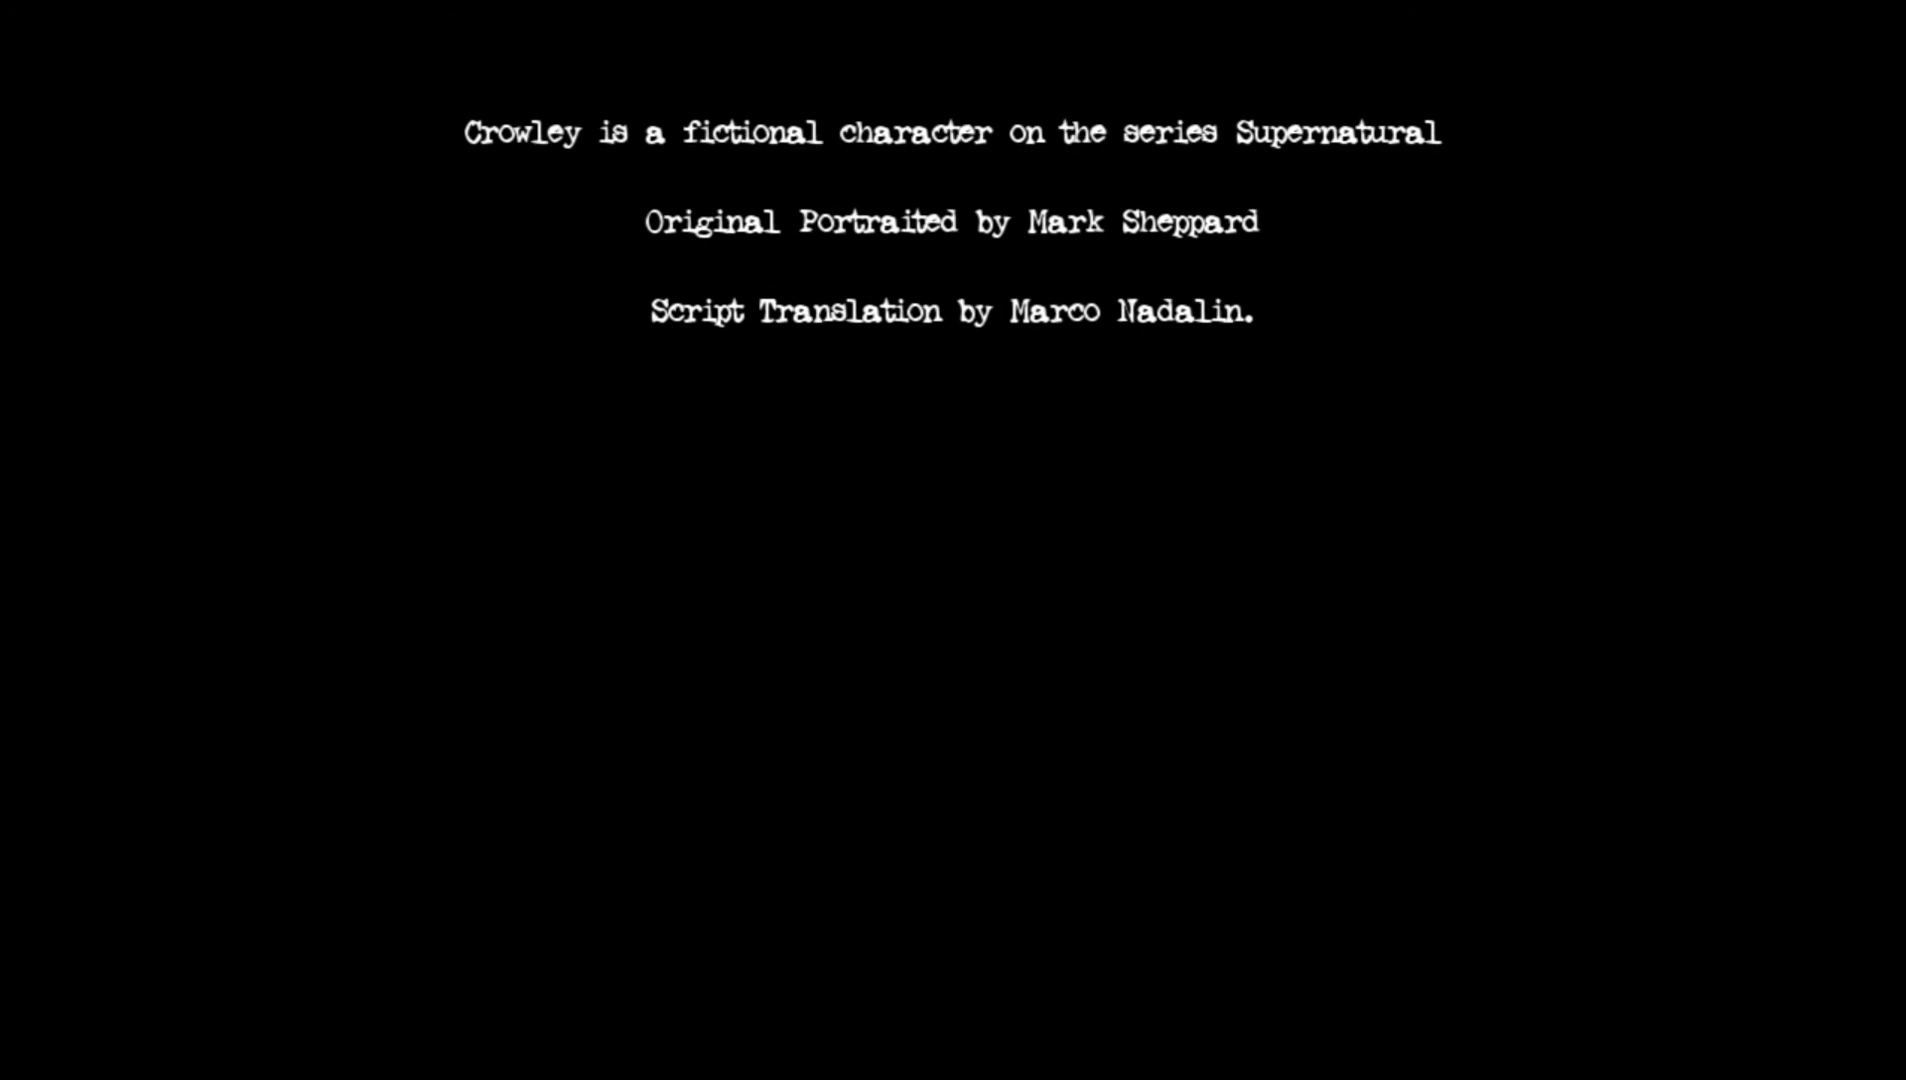 Crowley is a fictional character on the series Supernatural
Original Portraited by Mark Sheppard
Script Translation by Marco Nadalin.